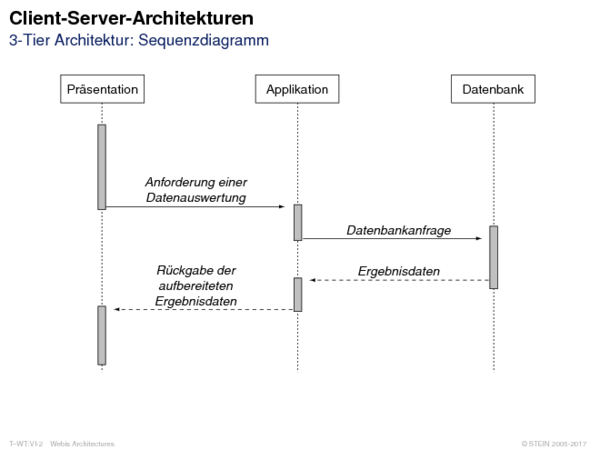 Client-Server-Architekturen
3-Tier Architektur: Sequenzdiagramm
Präsentation
Applikation
Datenbank
Anforderung einer
Datenauswertung
Datenbankanfrage
Rückgabe der
aufbereiteten
Ergebnisdaten
Ergebnisdaten
T–WT:VI-2 Webis Architectures
© STEIN 2005-2017